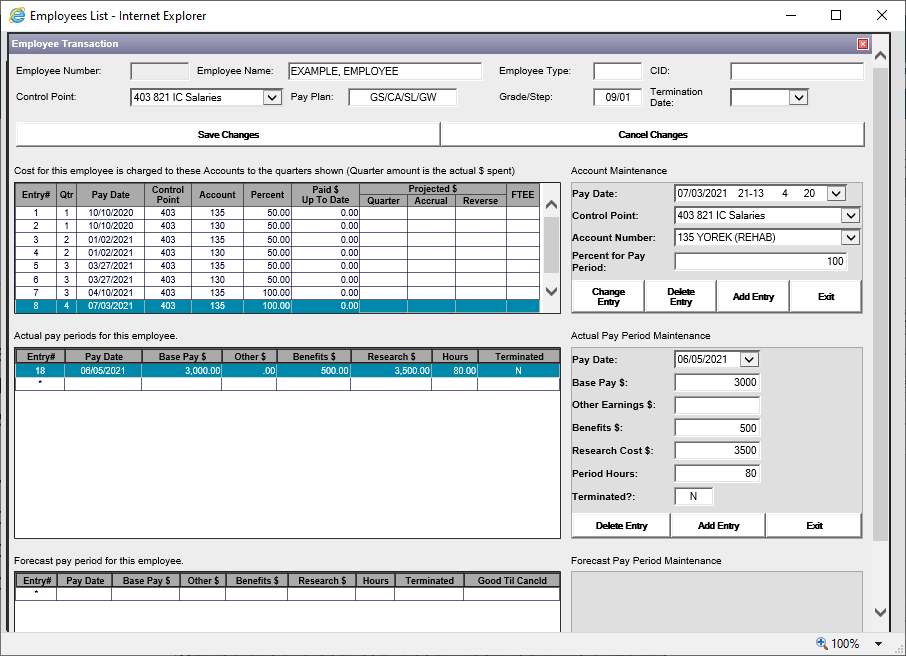 Employees List - Internet Explorer
Employee Transaction
Employee Number: Employee Name: EXAMPLE, EMPLOYEE Employee Type: CID:
Control Point: 403 821 IC Salaries Pay Plan: GS/CA/SL/GW Grade/Step: 09/01 Termination Date:
Save Changes Cancel Changes
Cost for this employee is charged to these Accounts to the quarters shown (Quarter amount is the actual $ spent)
Entry# Qtr Pay Date Control Point Account Percent Paid $ Up To Date Projected $ Quarter Accrual Reverse FTEE
1 1 10/10/2020 403 135 50.00 0.00
2 1 10/10/2020 403 130 50.00 0.00
3 2 01/02/2021 403 135 50.00 0.00
4 2 01/02/2021 403 130 50.00 0.00
5 3 03/27/2021 403 135 50.00 0.00
6 3 03/27/2021 403 130 50.00 0.00
7 3 04/10/2021 403 135 100.00 0.00
8 4 07/03/2021 403 135 100.00 0.00
Account Maintenance
Pay Date: 07/03/2021 21-13 4 20
Control Point: 403 821 IC Salaries
Account Number: 135 YOREK (REHAB)
Percent for Pay Period: 100
Change Entry Delete Entry Add Entry Exit
Actual pay periods for this employee.
Entry# Pay Date Base Pay $ Other $ Benefits $ Research $ Hours Terminated
18 06/05/2021 3,000.00 .00 500.00 3,500.00 80.00 N
*
Actual Pay Period Maintenance
Pay Date: 06/05/2021
Base Pay $: 3000
Other Earnings $:
Benefits $: 500
Research Cost $: 3500
Period Hours: 80
Terminated?: N
Delete Entry Add Entry Exit
Forecast pay period for this employee.
Entry# Pay Date Base Pay $ Other $ Benefits $ Research $ Hours Terminated Good Til Cancld
*
Forecast Pay Period Maintenance
100%